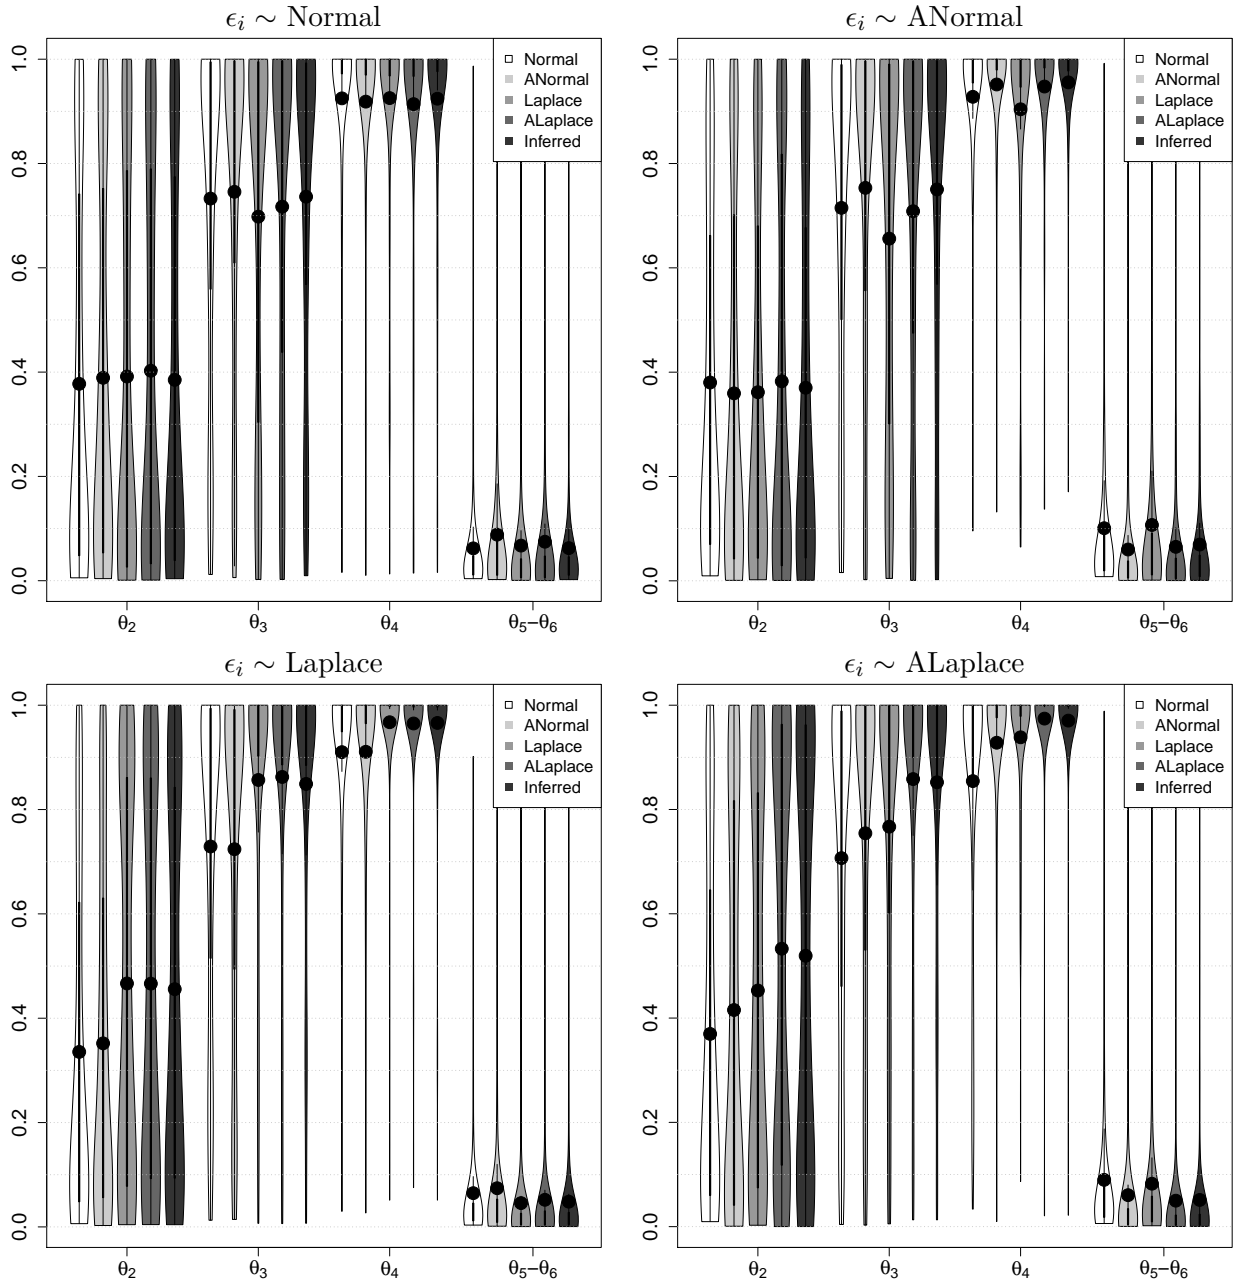 ϵᵢ ∼ Normal
1.0
0.8
0.6
0.4
0.2
0.0
Normal
ANormal
Laplace
ALaplace
Inferred
θ₂ θ₃ θ₄ θ₅−θ₆
ϵᵢ ∼ ANormal
1.0
0.8
0.6
0.4
0.2
0.0
Normal
ANormal
Laplace
ALaplace
Inferred
θ₂ θ₃ θ₄ θ₅−θ₆
ϵᵢ ∼ Laplace
1.0
0.8
0.6
0.4
0.2
0.0
Normal
ANormal
Laplace
ALaplace
Inferred
θ₂ θ₃ θ₄ θ₅−θ₆
ϵᵢ ∼ ALaplace
1.0
0.8
0.6
0.4
0.2
0.0
Normal
ANormal
Laplace
ALaplace
Inferred
θ₂ θ₃ θ₄ θ₅−θ₆